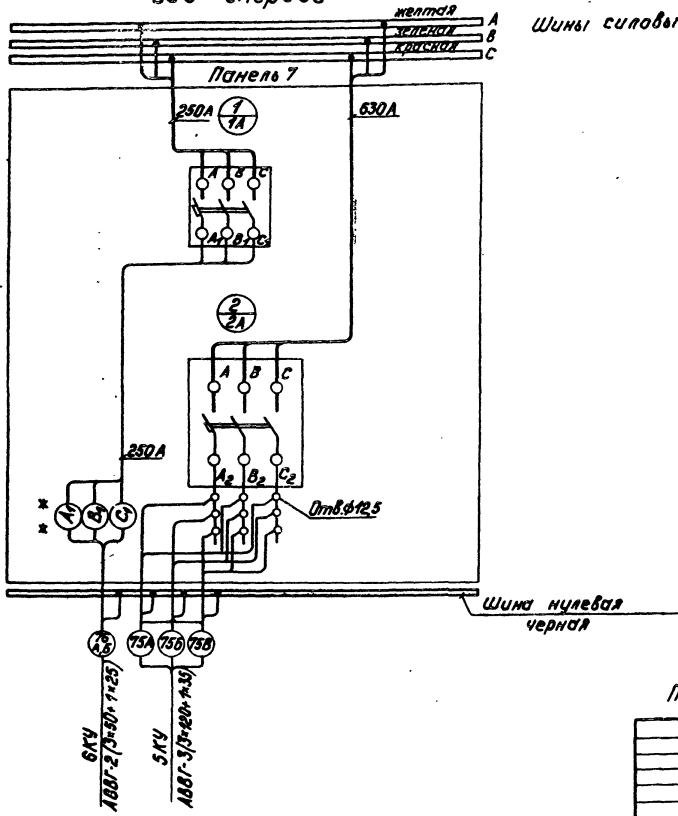 желтая A
Шины силовы
зеленая B
красная C
Панель 7
250А
1
1А
630А
A B C
A1 B1 C1
2
2А
A B C
250А
A2 B2 C2
* A1 B1 C1
*
Отв.ф12,5
Шина нулевая
черная
76 А,Б
75А 75Б 75В
6КУ
АВВГ-2(3×50+1×25)
5КУ
АВВГ-3(3×120+1×35)